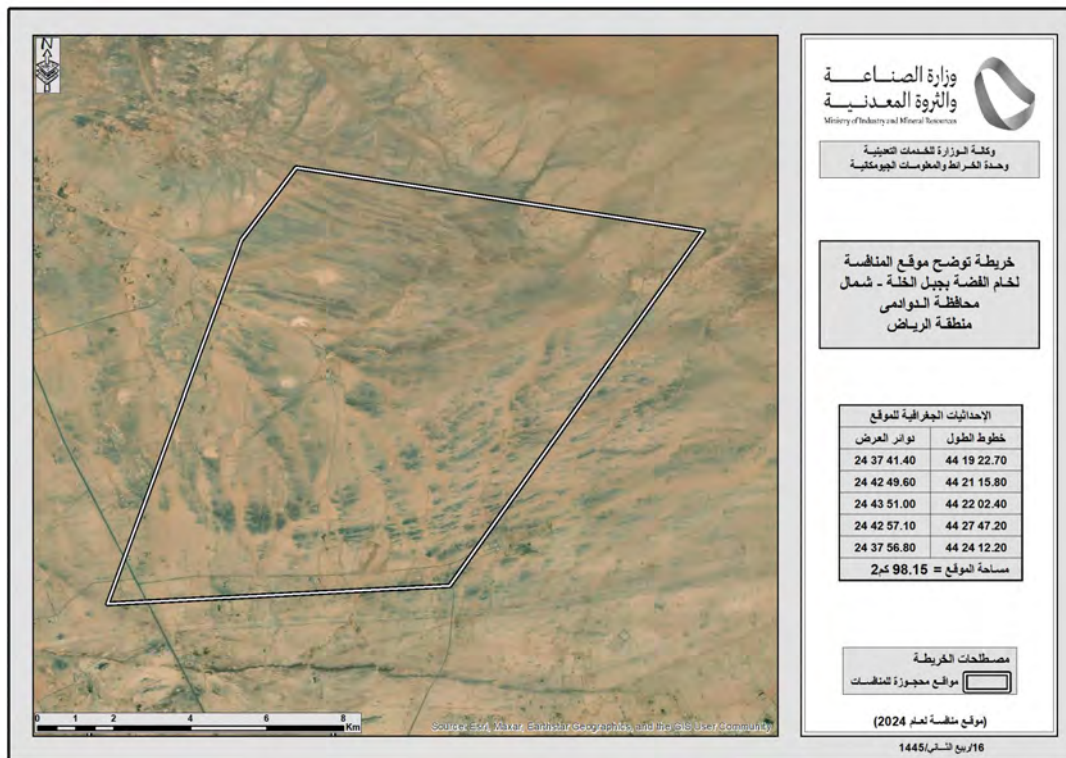 N
0 1 2 4 6 8
Km
Source: Esri, Maxar, Earthstar Geographics, and the GIS User Community
وزارة الصناعة
والثروة المعدنية
Ministry of Industry and Mineral Resources
وكالة الوزارة للخدمات التعدينية
وحدة الخرائط والمعلومات الجيومكانية
خريطة توضح موقع المنافسة
لخام الفضة بجبل الخلة - شمال
محافظة الدوادمى
منطقة الرياض
الإحداثيات الجغرافية للموقع
خطوط الطول دوائر العرض
44 19 22.70 24 37 41.40
44 21 15.80 24 42 49.60
44 22 02.40 24 43 51.00
44 27 47.20 24 42 57.10
44 24 12.20 24 37 56.80
مساحة الموقع = 98.15 كم2
مصطلحات الخريطة
مواقع محجوزة للمنافسات
(موقع منافسة لعام 2024)
16/ربيع الثاني/1445